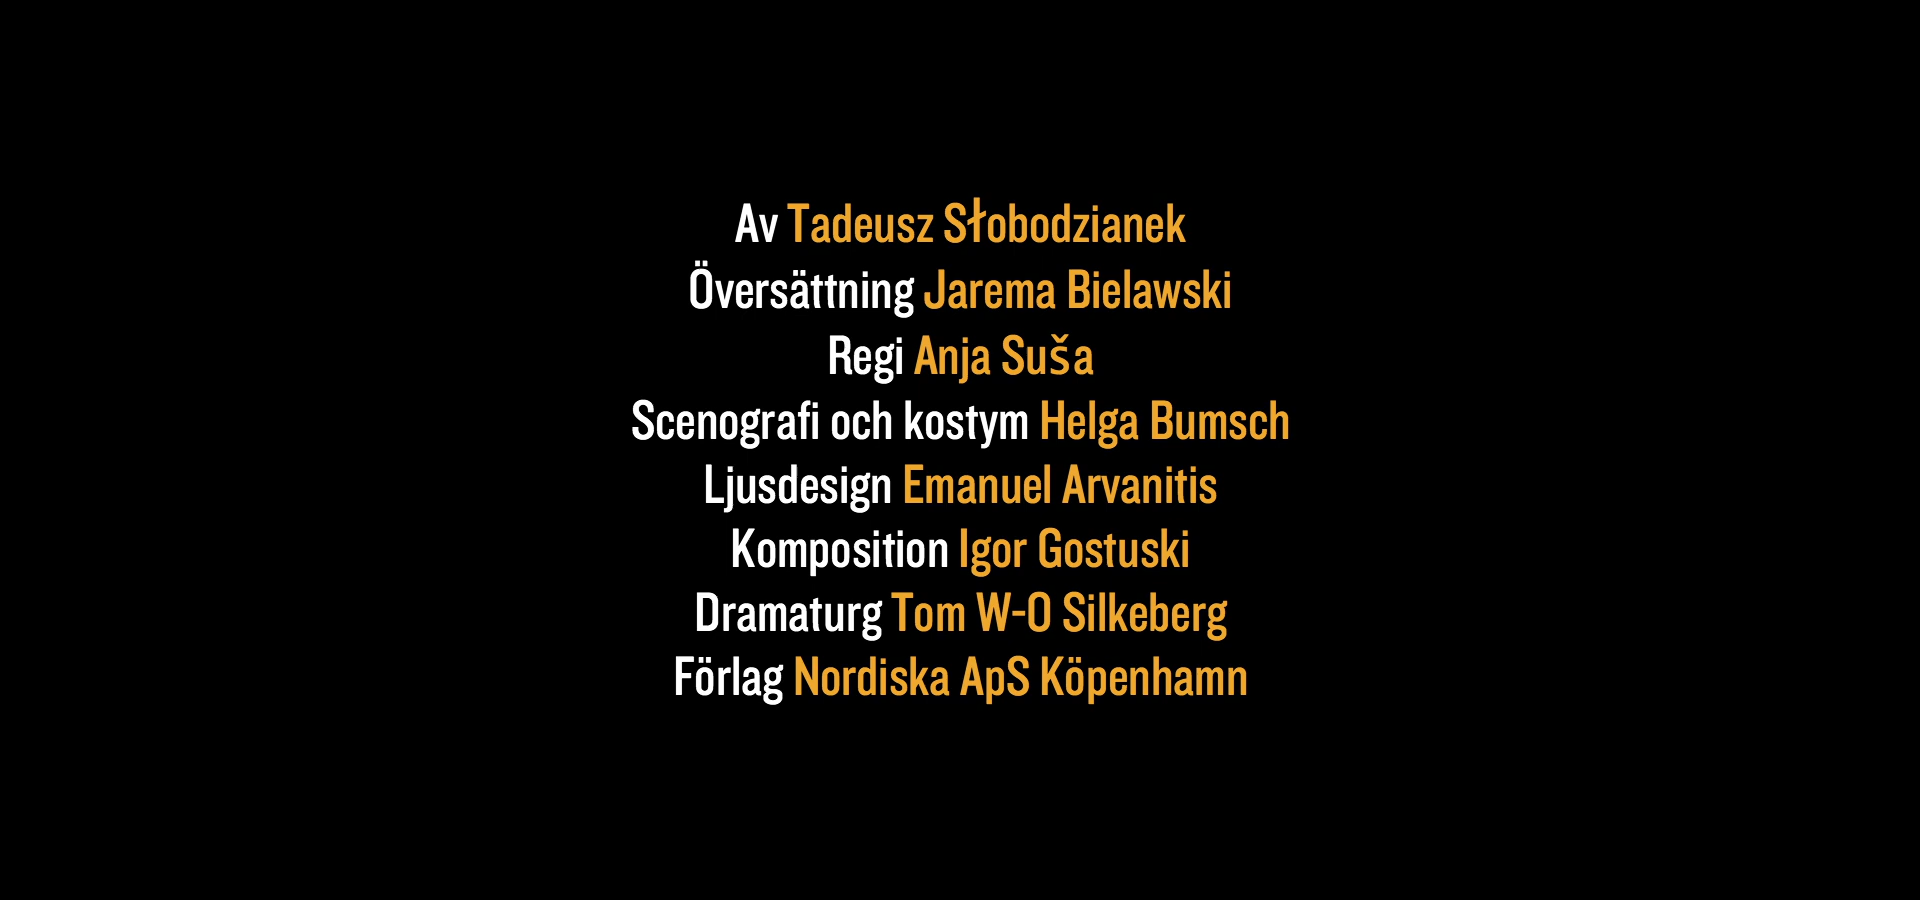 Av Tadeusz Słobodzianek
Översättning Jarema Bielawski
Regi Anja Suša
Scenografi och kostym Helga Bumsch
Ljusdesign Emanuel Arvanitis
Komposition Igor Gostuski
Dramaturg Tom W-O Silkeberg
Förlag Nordiska ApS Köpenhamn